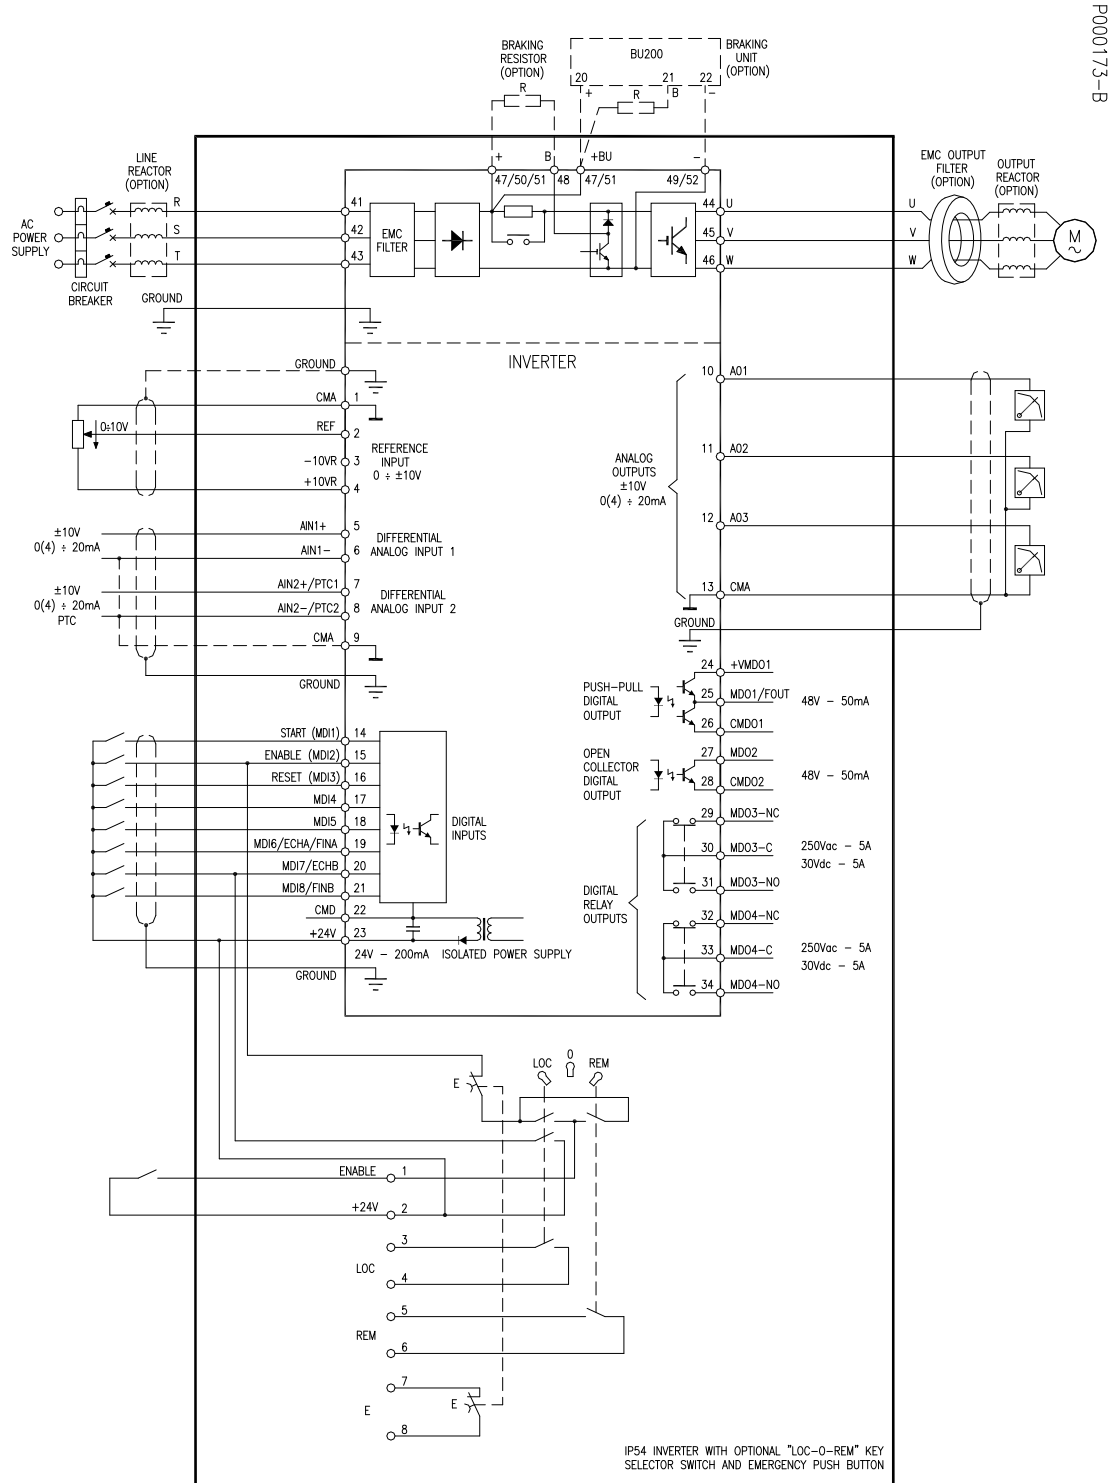 P000173-B
BRAKING
RESISTOR
(OPTION)
R
BU200
BRAKING
UNIT
(OPTION)
20
21
22
+
R
B
-
LINE
REACTOR
(OPTION)
+
B
+BU
-
47/50/51
48
47/51
49/52
EMC OUTPUT
FILTER
(OPTION)
OUTPUT
REACTOR
(OPTION)
AC
POWER
SUPPLY
R
S
T
41
42
43
EMC
FILTER
44
U
45
V
46
W
U
V
W
M
~
CIRCUIT
BREAKER
GROUND
INVERTER
GROUND
CMA
1
0÷10V
REF
2
-10VR
3
+10VR
4
REFERENCE
INPUT
0 ÷ ±10V
±10V
0(4) ÷ 20mA
AIN1+
5
AIN1-
6
DIFFERENTIAL
ANALOG INPUT 1
±10V
0(4) ÷ 20mA
PTC
AIN2+/PTC1
7
AIN2-/PTC2
8
DIFFERENTIAL
ANALOG INPUT 2
CMA
9
GROUND
10
A01
11
A02
ANALOG
OUTPUTS
±10V
0(4) ÷ 20mA
12
A03
13
CMA
GROUND
PUSH-PULL
DIGITAL
OUTPUT
24
+VMDO1
25
MDO1/FOUT
26
CMDO1
48V - 50mA
OPEN
COLLECTOR
DIGITAL
OUTPUT
27
MDO2
28
CMDO2
48V - 50mA
START (MDI1)
14
ENABLE (MDI2)
15
RESET (MDI3)
16
MDI4
17
MDI5
18
MDI6/ECHA/FINA
19
MDI7/ECHB
20
MDI8/FINB
21
DIGITAL
INPUTS
CMD
22
+24V
23
24V - 200mA
ISOLATED POWER SUPPLY
GROUND
29
MDO3-NC
30
MDO3-C
31
MDO3-NO
250Vac - 5A
30Vdc - 5A
DIGITAL
RELAY
OUTPUTS
32
MDO4-NC
33
MDO4-C
34
MDO4-NO
250Vac - 5A
30Vdc - 5A
LOC
0
REM
E
ENABLE
1
+24V
2
3
LOC
4
5
REM
6
7
E
E
8
IP54 INVERTER WITH OPTIONAL "LOC-0-REM" KEY
SELECTOR SWITCH AND EMERGENCY PUSH BUTTON